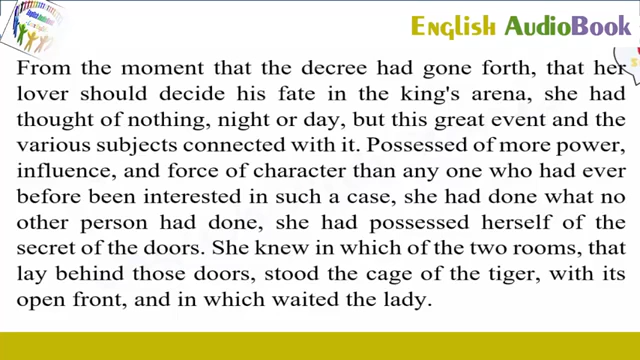 English AudioBook
From the moment that the decree had gone forth, that her
lover should decide his fate in the king's arena, she had
thought of nothing, night or day, but this great event and the
various subjects connected with it. Possessed of more power,
influence, and force of character than any one who had ever
before been interested in such a case, she had done what no
other person had done, she had possessed herself of the
secret of the doors. She knew in which of the two rooms, that
lay behind those doors, stood the cage of the tiger, with its
open front, and in which waited the lady.